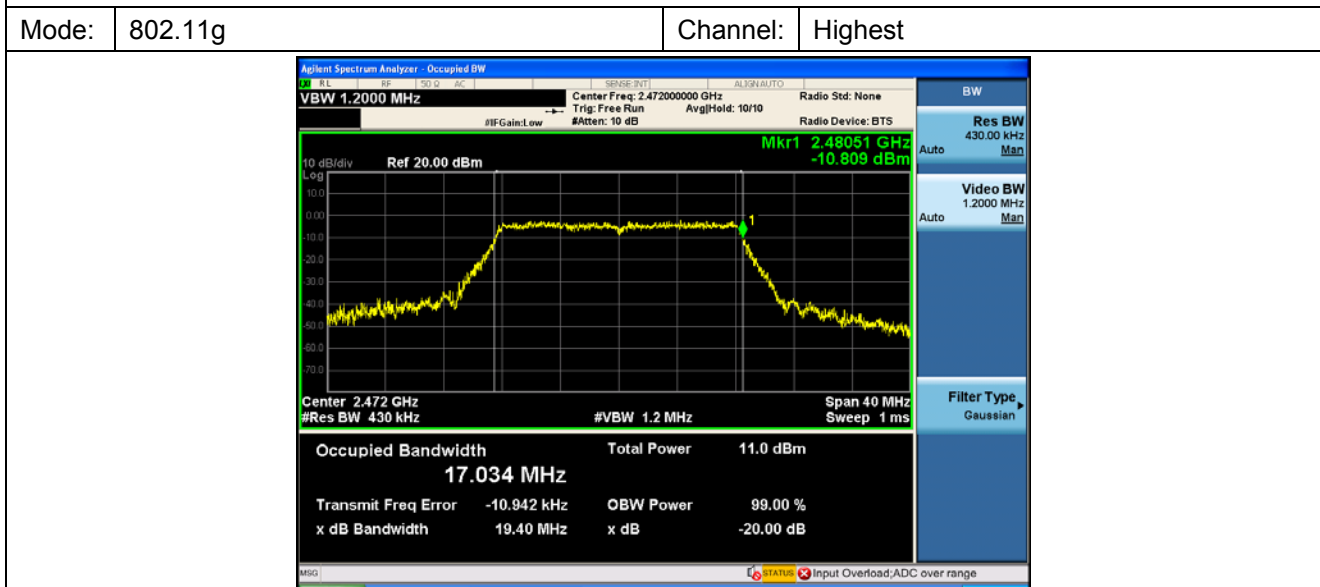 Mode: 802.11g Channel: Highest
Agilent Spectrum Analyzer - Occupied BW
RL RF 50 Ω AC SENSE:INT ALIGN AUTO
VBW 1.2000 MHz
Center Freq: 2.472000000 GHz Radio Std: None
Trig: Free Run Avg|Hold: 10/10
#IFGain:Low #Atten: 10 dB Radio Device: BTS
Mkr1 2.48051 GHz
-10.809 dBm
10 dB/div Ref 20.00 dBm
Log
10.0
0.00
-10.0
-20.0
-30.0
-40.0
-50.0
-60.0
-70.0
1
Center 2.472 GHz Span 40 MHz
#Res BW 430 kHz #VBW 1.2 MHz Sweep 1 ms
Occupied Bandwidth Total Power 11.0 dBm
17.034 MHz
Transmit Freq Error -10.942 kHz OBW Power 99.00 %
x dB Bandwidth 19.40 MHz x dB -20.00 dB
MSG STATUS Input Overload;ADC over range
BW
Res BW
430.00 kHz
Auto Man
Video BW
1.2000 MHz
Auto Man
Filter Type
Gaussian